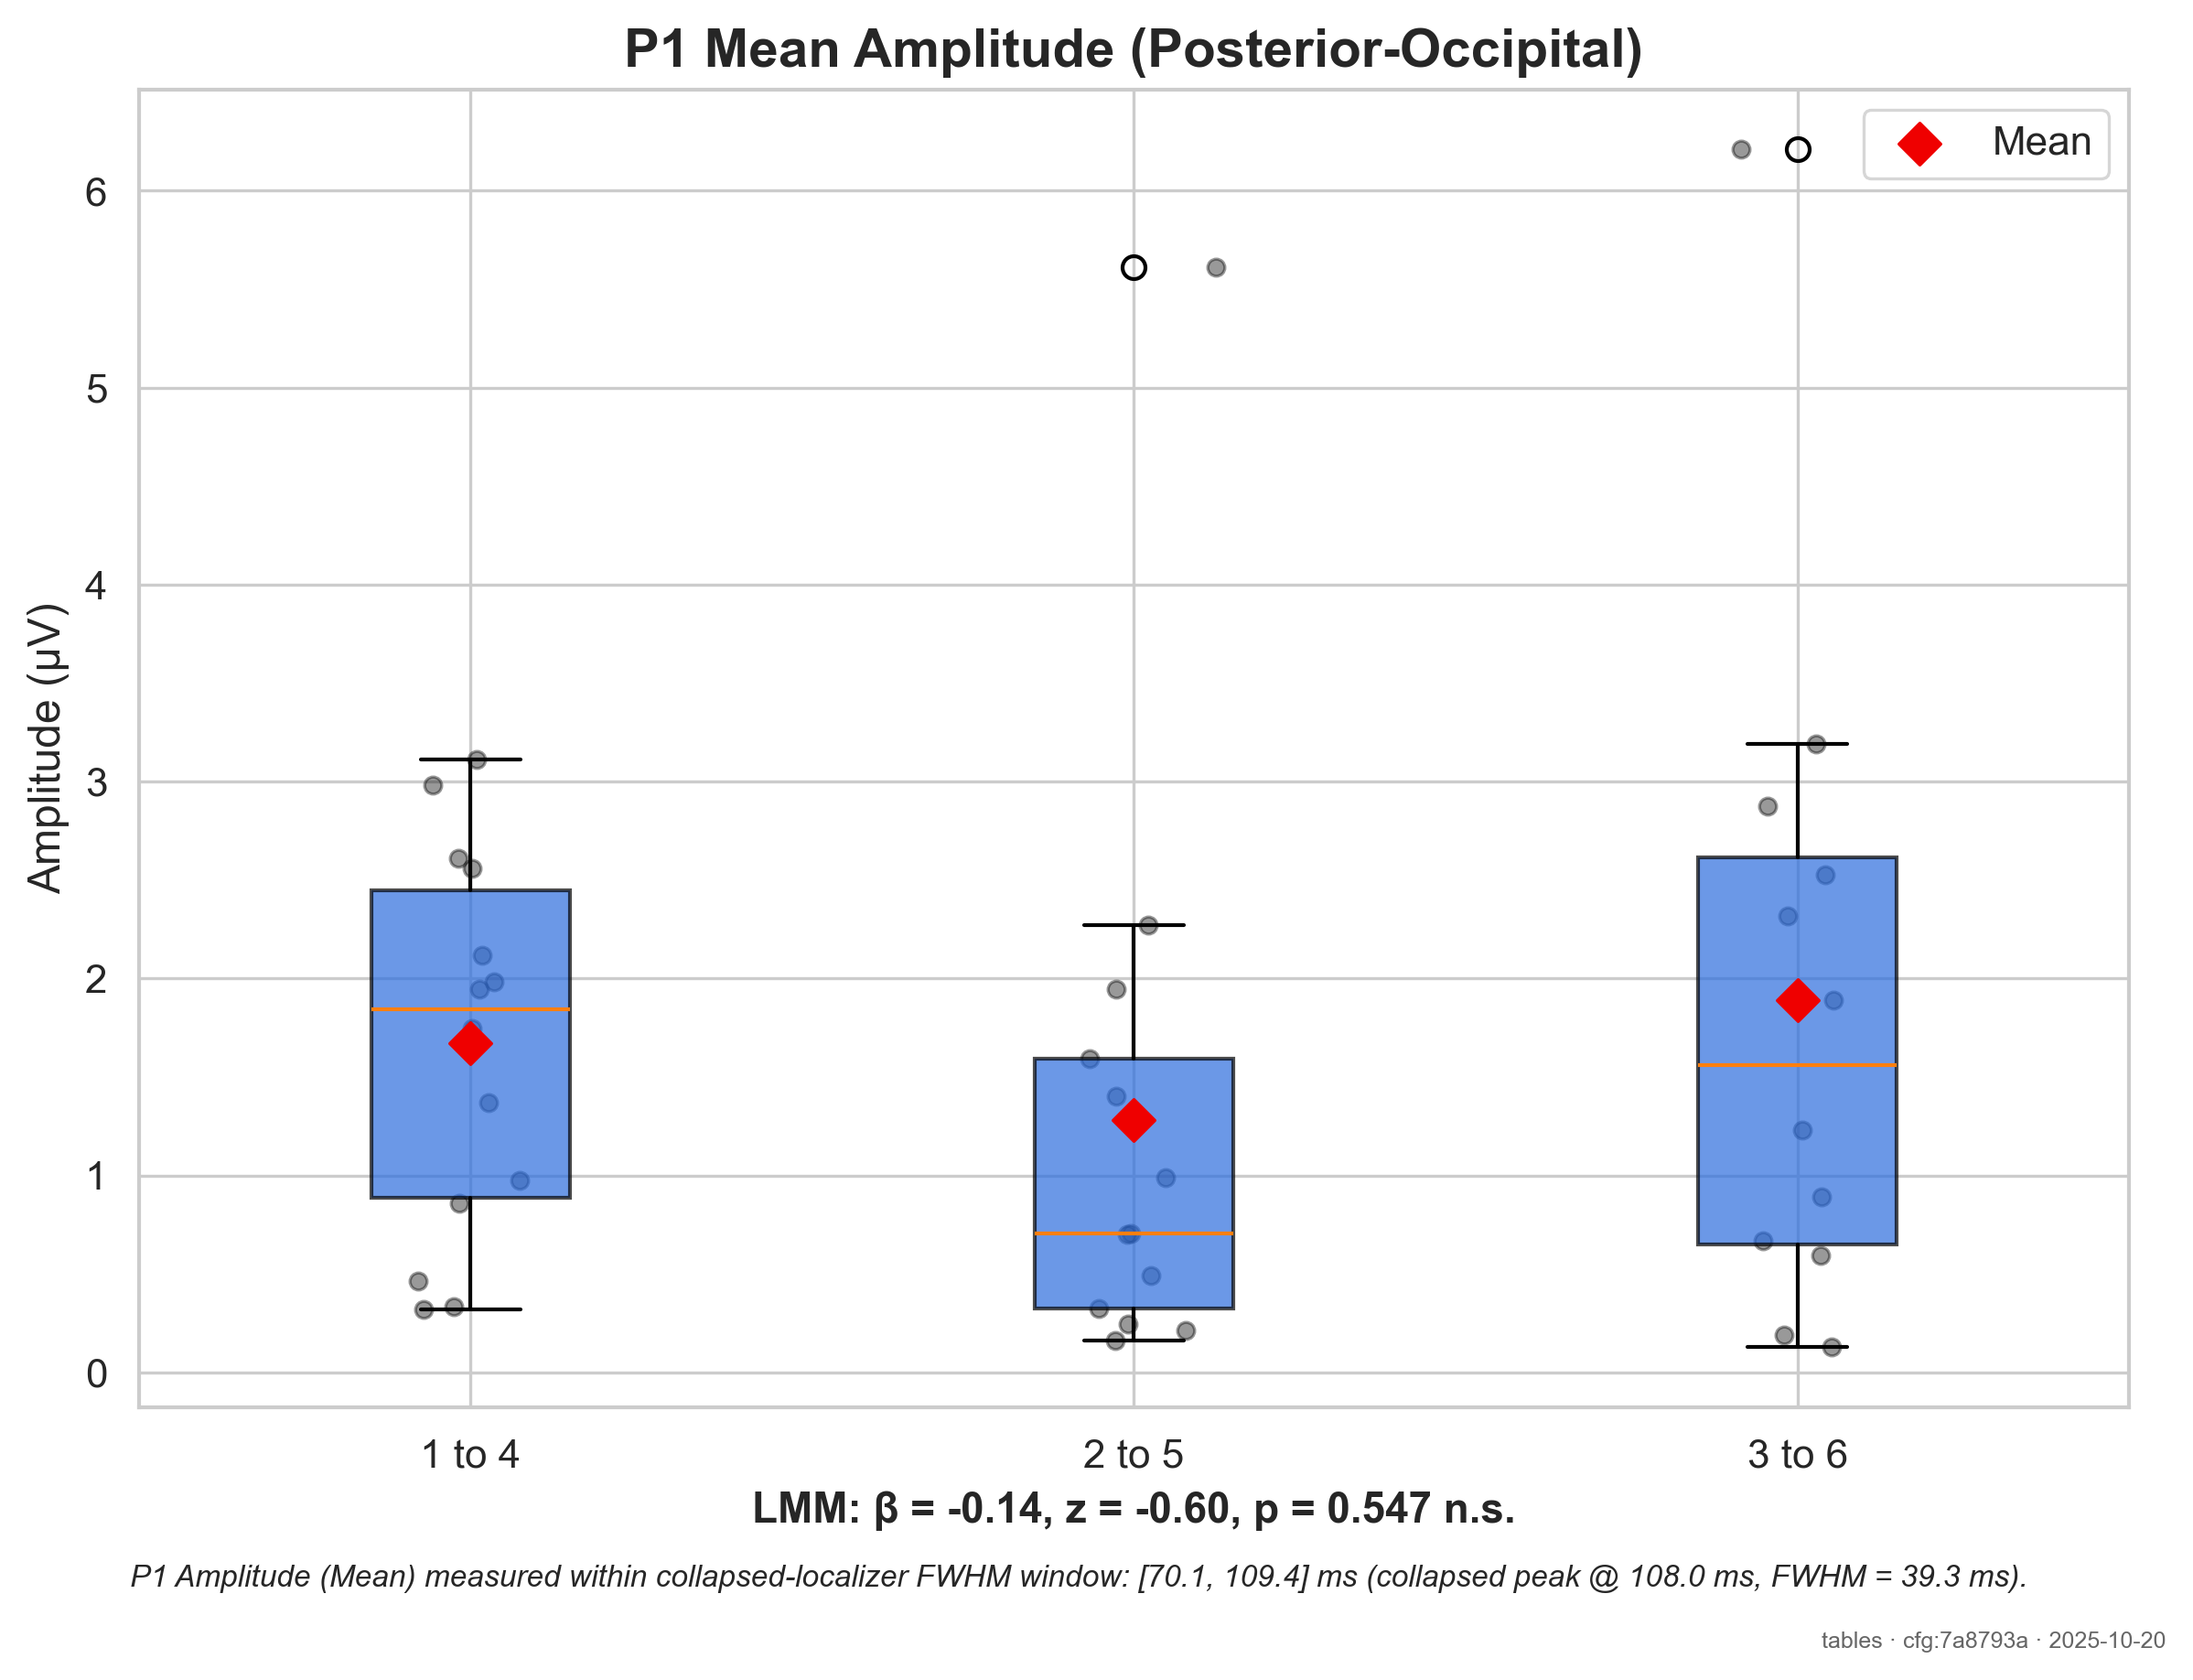 P1 Mean Amplitude (Posterior-Occipital)
Mean
Amplitude (µV)
6
5
4
3
2
1
0
1 to 4
2 to 5
3 to 6
LMM: β = -0.14, z = -0.60, p = 0.547 n.s.
P1 Amplitude (Mean) measured within collapsed-localizer FWHM window: [70.1, 109.4] ms (collapsed peak @ 108.0 ms, FWHM = 39.3 ms).
tables · cfg:7a8793a · 2025-10-20